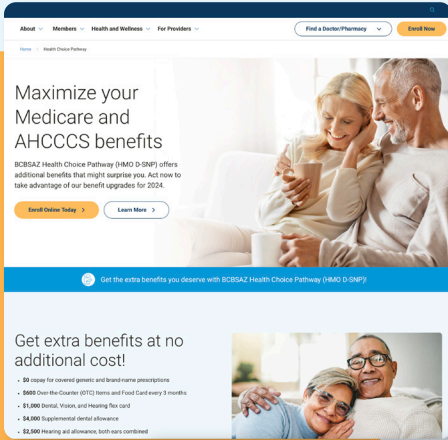 About Members Health and Wellness For Providers Find a Doctor/Pharmacy Enroll Now
Home Health Choice Pathway
Maximize your
Medicare and
AHCCCS benefits
BCBSAZ Health Choice Pathway (HMO D-SNP) offers
additional benefits that might surprise you. Act now to
take advantage of our benefit upgrades for 2024.
Enroll Online Today Learn More
Get the extra benefits you deserve with BCBSAZ Health Choice Pathway (HMO D-SNP)!
Get extra benefits at no
additional cost!
• $0 copay for covered generic and brand-name prescriptions
• $600 Over-the-Counter (OTC) Items and Food Card every 3 months
• $1,000 Dental, Vision, and Hearing flex card
• $4,000 Supplemental dental allowance
• $2,500 Hearing aid allowance, both ears combined